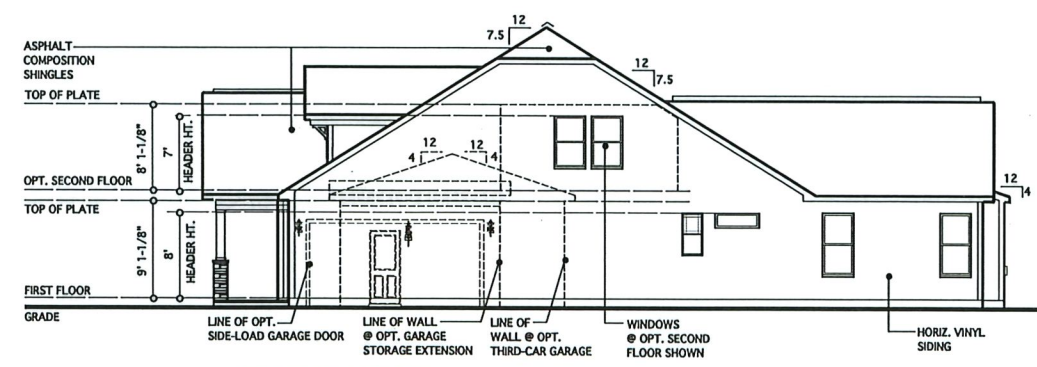 12
7.5
ASPHALT
COMPOSITION
SHINGLES
12
7.5
TOP OF PLATE
8' 1-1/8"
7'
HEADER HT.
12
4
12
4
OPT. SECOND FLOOR
12
4
TOP OF PLATE
9' 1-1/8"
8'
HEADER HT.
FIRST FLOOR
GRADE
LINE OF OPT.
SIDE-LOAD GARAGE DOOR
LINE OF WALL
@ OPT. GARAGE
STORAGE EXTENSION
LINE OF
WALL @ OPT.
THIRD-CAR GARAGE
WINDOWS
@ OPT. SECOND
FLOOR SHOWN
HORIZ. VINYL
SIDING